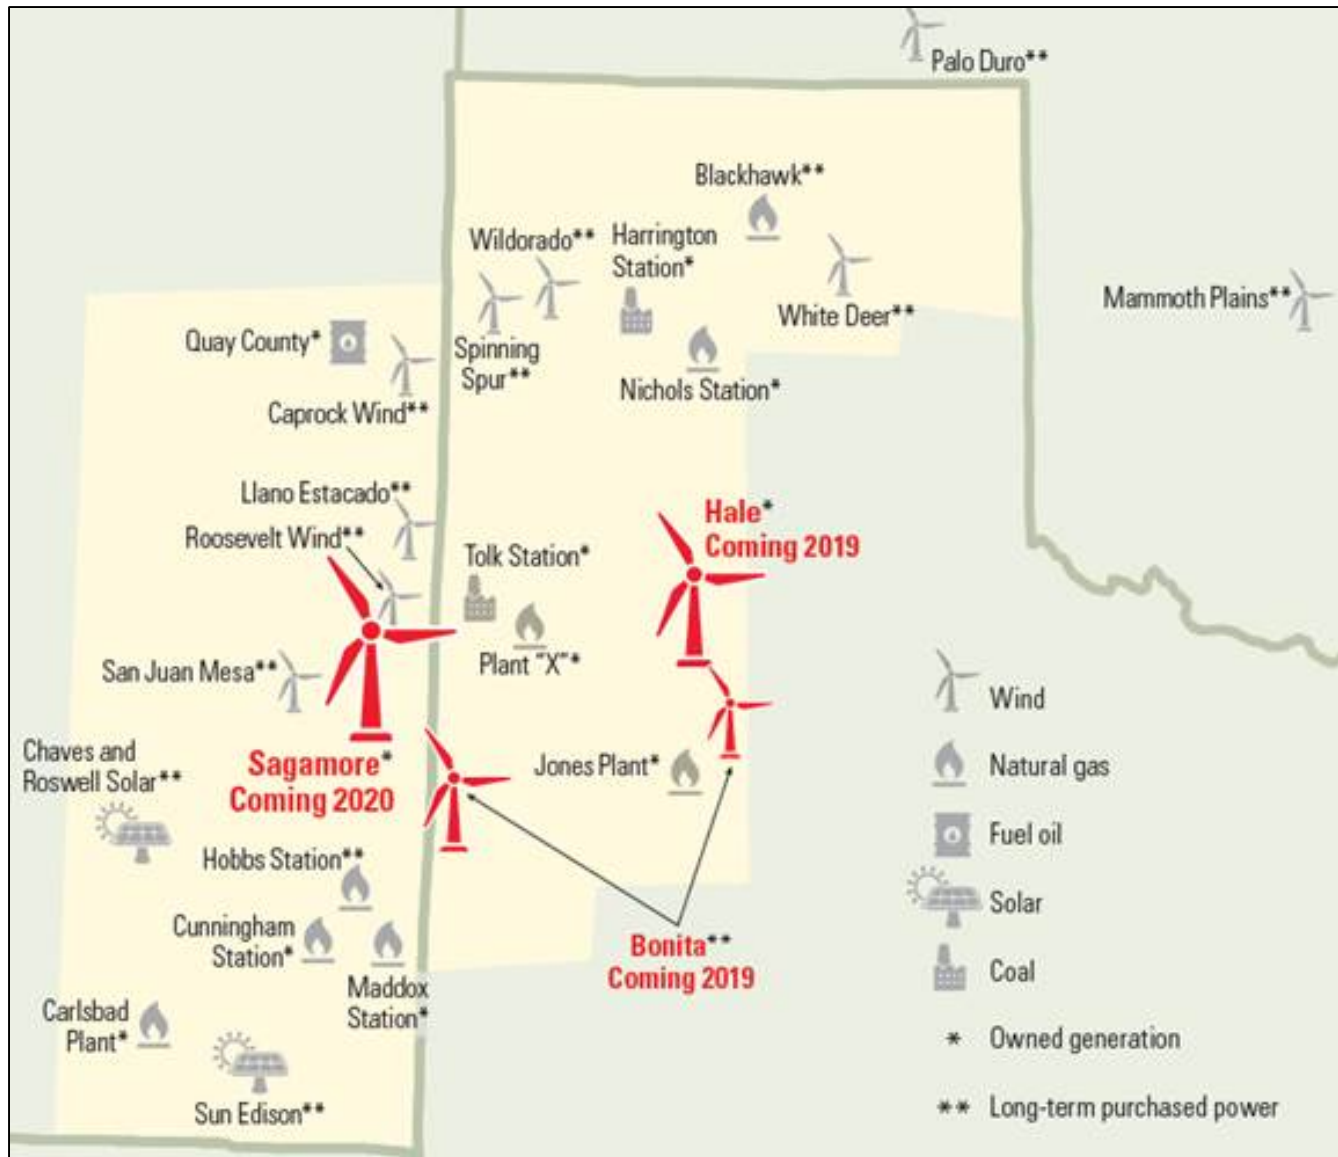 Palo Duro**
Blackhawk**
Wildorado**
Harrington
Station*
White Deer**
Mammoth Plains**
Quay County*
Spinning
Spur**
Nichols Station*
Caprock Wind**
Llano Estacado**
Roosevelt Wind**
Hale*
Coming 2019
Tolk Station*
Plant "X"*
San Juan Mesa**
Sagamore*
Coming 2020
Chaves and
Roswell Solar**
Jones Plant*
Hobbs Station**
Cunningham
Station*
Maddox
Station*
Bonita**
Coming 2019
Carlsbad
Plant*
Sun Edison**
Wind
Natural gas
Fuel oil
Solar
Coal
* Owned generation
** Long-term purchased power